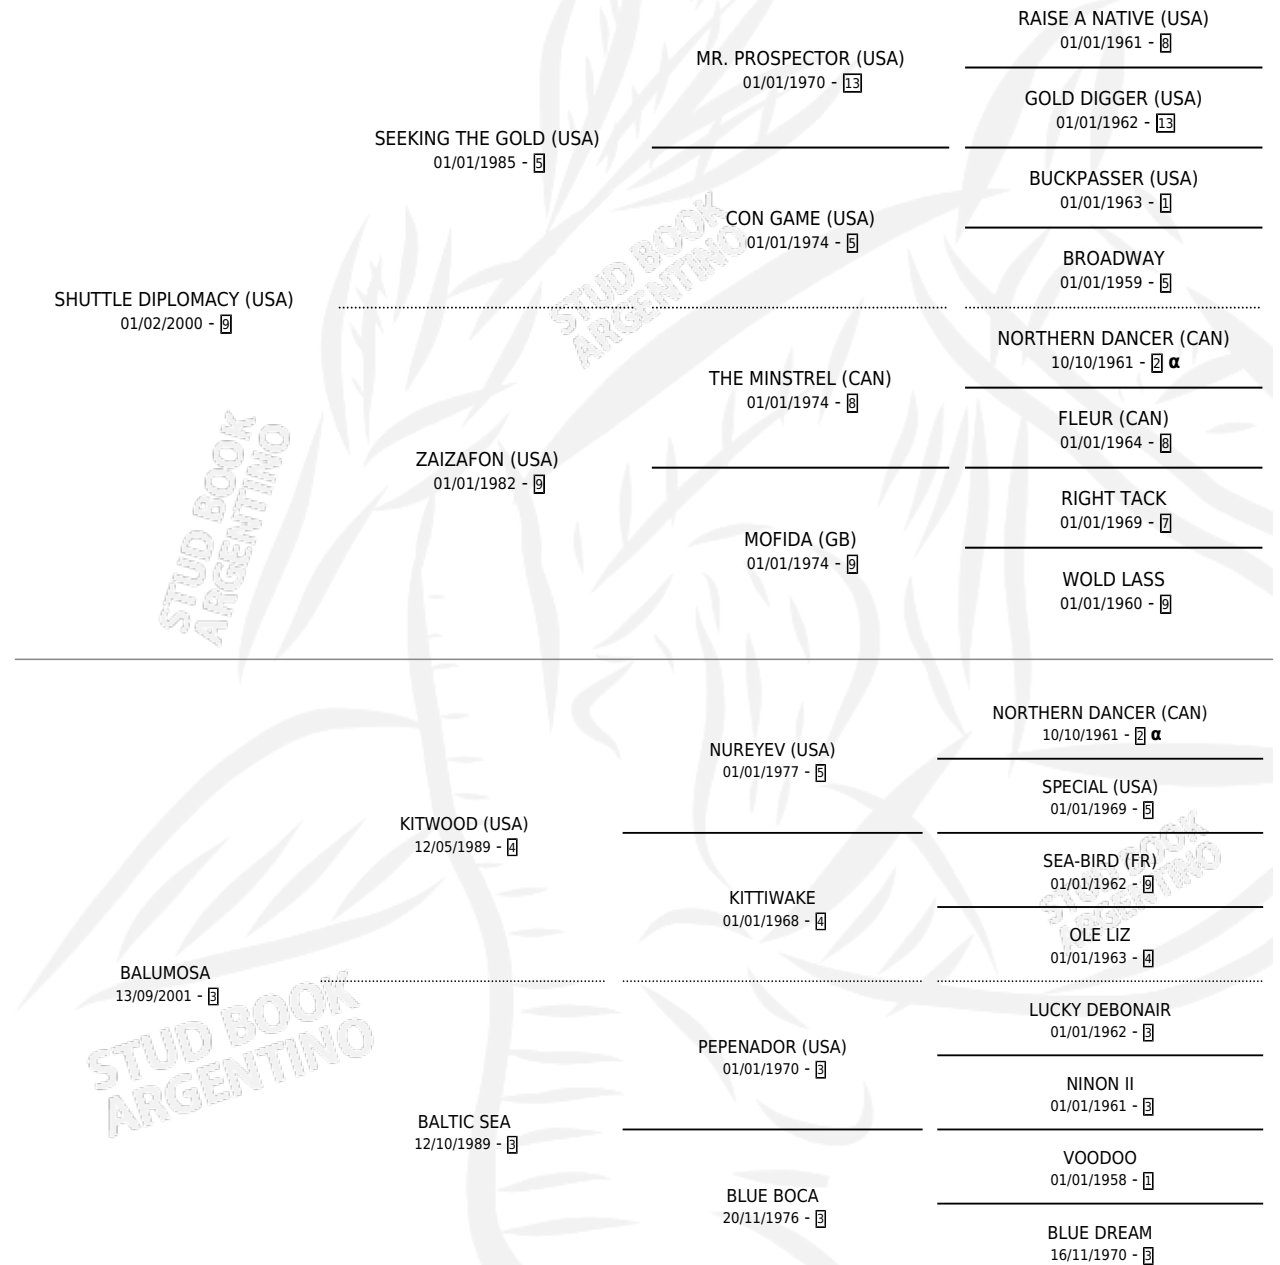 RAISE A NATIVE (USA)
01/01/1961 - 8
MR. PROSPECTOR (USA)
01/01/1970 - 13
GOLD DIGGER (USA)
01/01/1962 - 13
SEEKING THE GOLD (USA)
01/01/1985 - 5
BUCKPASSER (USA)
01/01/1963 - 1
CON GAME (USA)
01/01/1974 - 5
BROADWAY
01/01/1959 - 5
STUD BOOK
ARGENTINO
SHUTTLE DIPLOMACY (USA)
01/02/2000 - 9
NORTHERN DANCER (CAN)
10/10/1961 - 2 α
THE MINSTREL (CAN)
01/01/1974 - 8
FLEUR (CAN)
01/01/1964 - 8
ZAIZAFON (USA)
01/01/1982 - 9
RIGHT TACK
01/01/1969 - 7
MOFIDA (GB)
01/01/1974 - 9
WOLD LASS
01/01/1960 - 9
STUD BOOK
ARGENTINO
NORTHERN DANCER (CAN)
10/10/1961 - 2 α
NUREYEV (USA)
01/01/1977 - 5
SPECIAL (USA)
01/01/1969 - 5
KITWOOD (USA)
12/05/1989 - 4
SEA-BIRD (FR)
01/01/1962 - 9
KITTIWAKE
01/01/1968 - 4
OLE LIZ
01/01/1963 - 4
STUD BOOK
ARGENTINO
BALUMOSA
13/09/2001 - 3
LUCKY DEBONAIR
01/01/1962 - 3
PEPENADOR (USA)
01/01/1970 - 3
NINON II
01/01/1961 - 3
BALTIC SEA
12/10/1989 - 3
VOODOO
01/01/1958 - 1
BLUE BOCA
20/11/1976 - 3
BLUE DREAM
16/11/1970 - 3
STUD BOOK
ARGENTINO